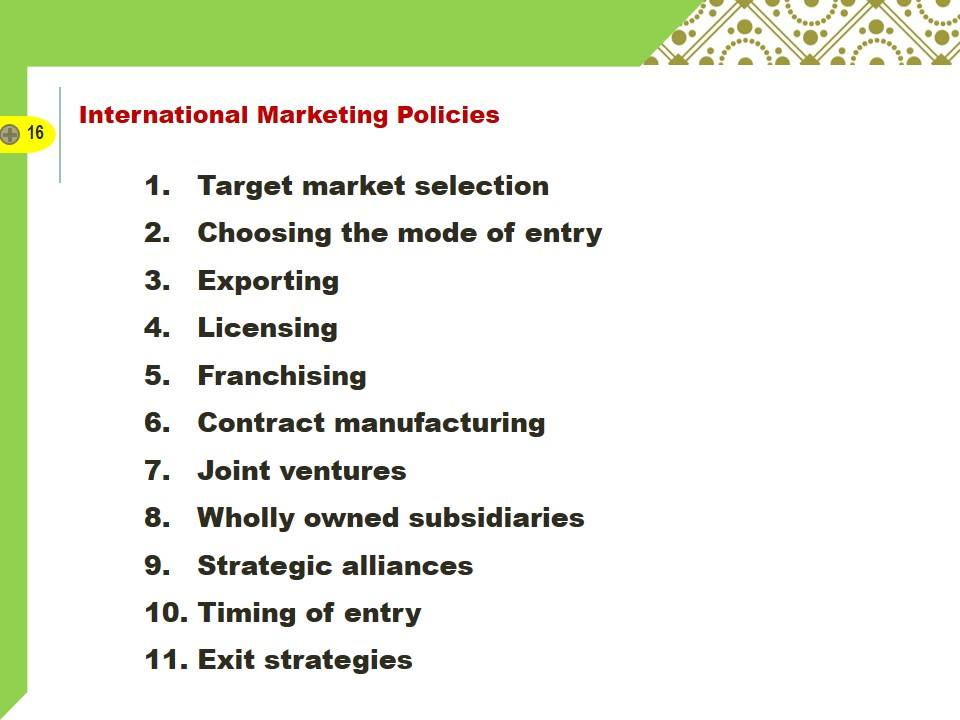 International Marketing Policies
16
1. Target market selection
2. Choosing the mode of entry
3. Exporting
4. Licensing
5. Franchising
6. Contract manufacturing
7. Joint ventures
8. Wholly owned subsidiaries
9. Strategic alliances
10. Timing of entry
11. Exit strategies